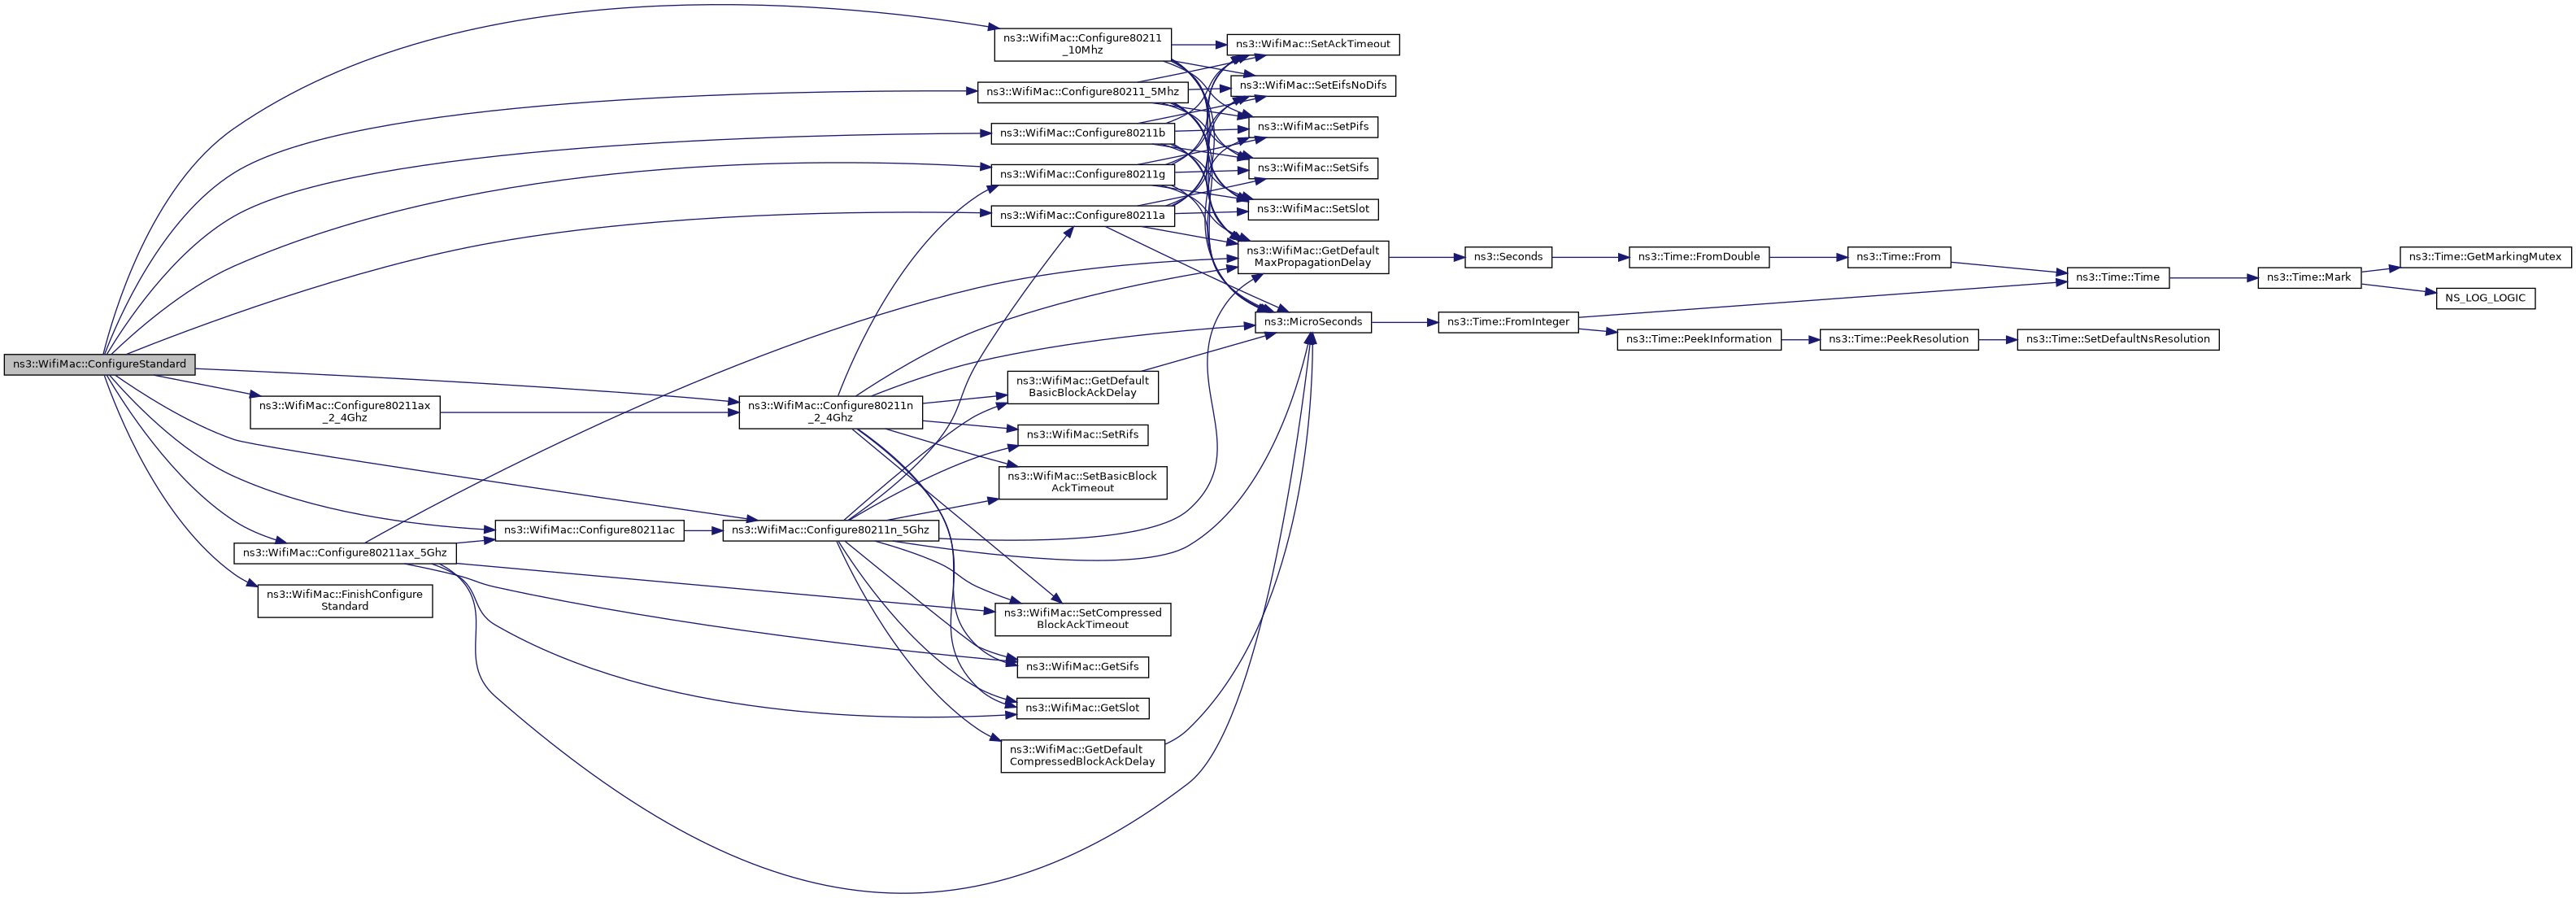 ns3::WifiMac::ConfigureStandard
ns3::WifiMac::Configure80211
_10Mhz
ns3::WifiMac::Configure80211_5Mhz
ns3::WifiMac::Configure80211b
ns3::WifiMac::Configure80211g
ns3::WifiMac::Configure80211a
ns3::WifiMac::Configure80211ax
_2_4Ghz
ns3::WifiMac::Configure80211n
_2_4Ghz
ns3::WifiMac::Configure80211ac
ns3::WifiMac::Configure80211n_5Ghz
ns3::WifiMac::Configure80211ax_5Ghz
ns3::WifiMac::FinishConfigure
Standard
ns3::WifiMac::SetAckTimeout
ns3::WifiMac::SetEifsNoDifs
ns3::WifiMac::SetPifs
ns3::WifiMac::SetSifs
ns3::WifiMac::SetSlot
ns3::WifiMac::GetDefault
MaxPropagationDelay
ns3::MicroSeconds
ns3::WifiMac::GetDefault
BasicBlockAckDelay
ns3::WifiMac::SetRifs
ns3::WifiMac::SetBasicBlock
AckTimeout
ns3::WifiMac::SetCompressed
BlockAckTimeout
ns3::WifiMac::GetSifs
ns3::WifiMac::GetSlot
ns3::WifiMac::GetDefault
CompressedBlockAckDelay
ns3::Seconds
ns3::Time::FromDouble
ns3::Time::From
ns3::Time::Time
ns3::Time::Mark
ns3::Time::GetMarkingMutex
NS_LOG_LOGIC
ns3::Time::FromInteger
ns3::Time::PeekInformation
ns3::Time::PeekResolution
ns3::Time::SetDefaultNsResolution